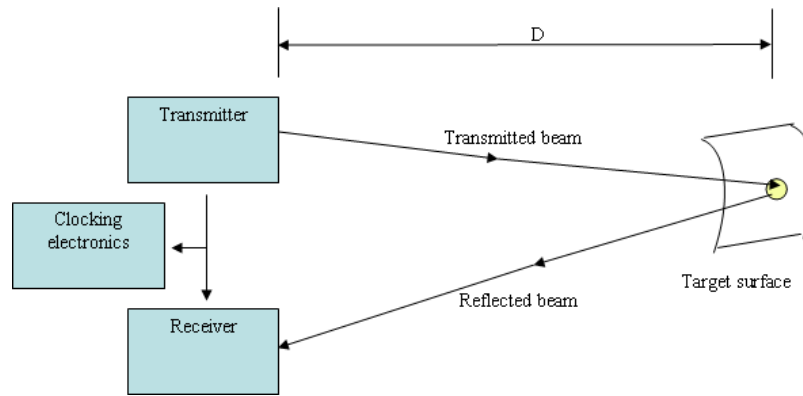 D
Transmitter
Transmitted beam
Clocking
electronics
Target surface
Reflected beam
Receiver